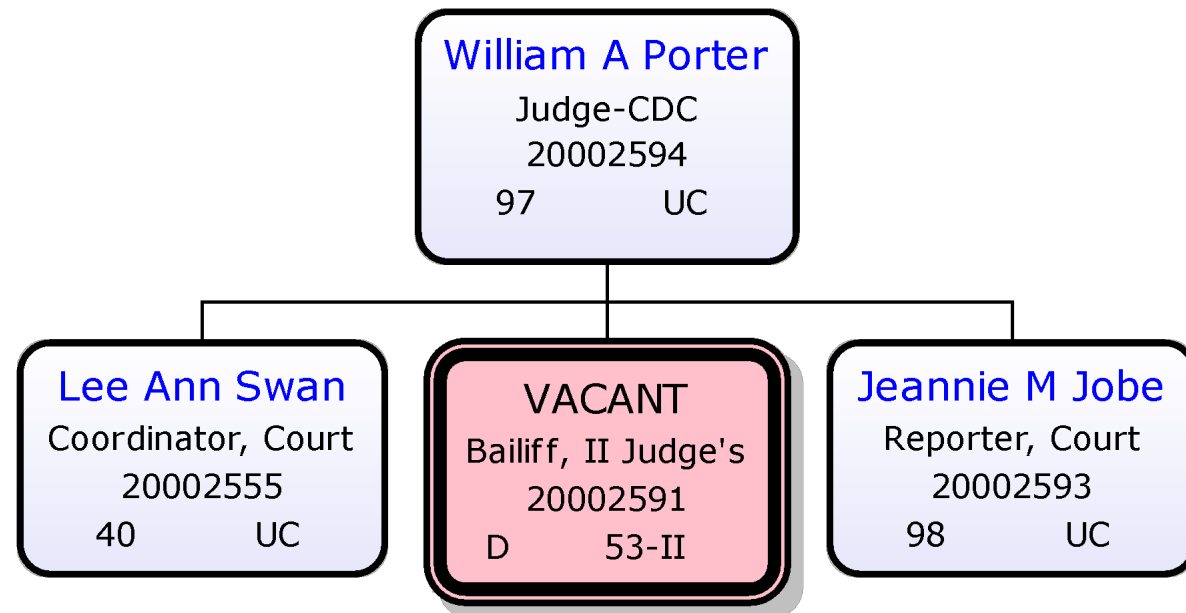 William A Porter
Judge-CDC
20002594
97 UC
Lee Ann Swan
Coordinator, Court
20002555
40 UC
VACANT
Bailiff, II Judge's
20002591
D 53-II
Jeannie M Jobe
Reporter, Court
20002593
98 UC